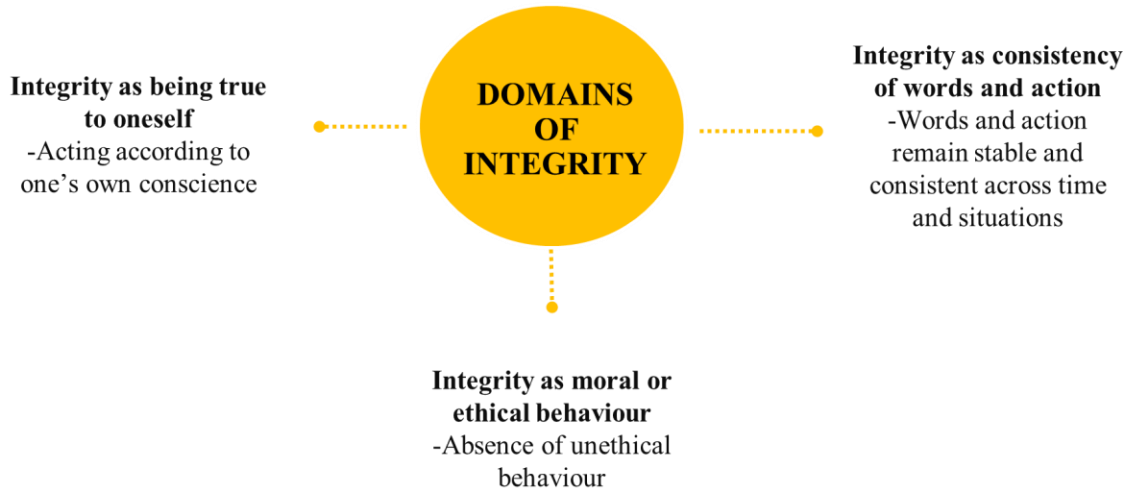 DOMAINS
OF
INTEGRITY
Integrity as being true
to oneself
-Acting according to
one’s own conscience
Integrity as consistency
of words and action
-Words and action
remain stable and
consistent across time
and situations
Integrity as moral or
ethical behaviour
-Absence of unethical
behaviour